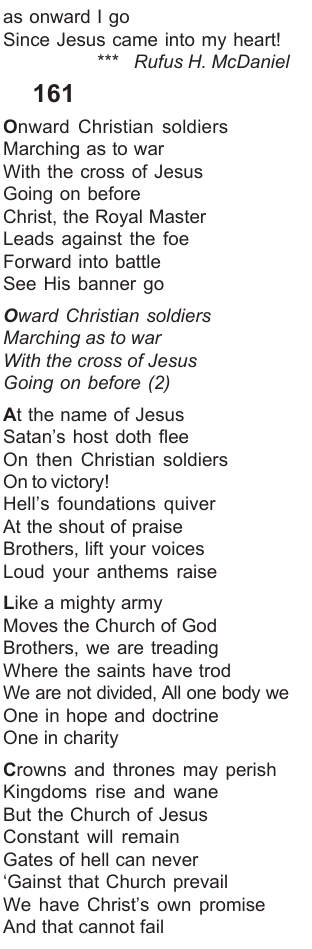 as onward I go
Since Jesus came into my heart!
*** Rufus H. McDaniel
161
Onward Christian soldiers
Marching as to war
With the cross of Jesus
Going on before
Christ, the Royal Master
Leads against the foe
Forward into battle
See His banner go
Oward Christian soldiers
Marching as to war
With the cross of Jesus
Going on before (2)
At the name of Jesus
Satan’s host doth flee
On then Christian soldiers
On to victory!
Hell’s foundations quiver
At the shout of praise
Brothers, lift your voices
Loud your anthems raise
Like a mighty army
Moves the Church of God
Brothers, we are treading
Where the saints have trod
We are not divided, All one body we
One in hope and doctrine
One in charity
Crowns and thrones may perish
Kingdoms rise and wane
But the Church of Jesus
Constant will remain
Gates of hell can never
‘Gainst that Church prevail
We have Christ’s own promise
And that cannot fail